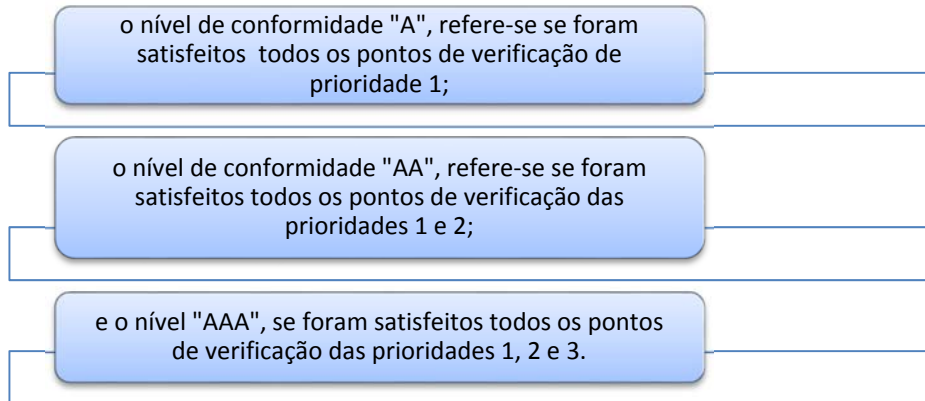 o nível de conformidade "A", refere-se se foram
satisfeitos todos os pontos de verificação de
prioridade 1;
o nível de conformidade "AA", refere-se se foram
satisfeitos todos os pontos de verificação das
prioridades 1 e 2;
e o nível "AAA", se foram satisfeitos todos os pontos
de verificação das prioridades 1, 2 e 3.